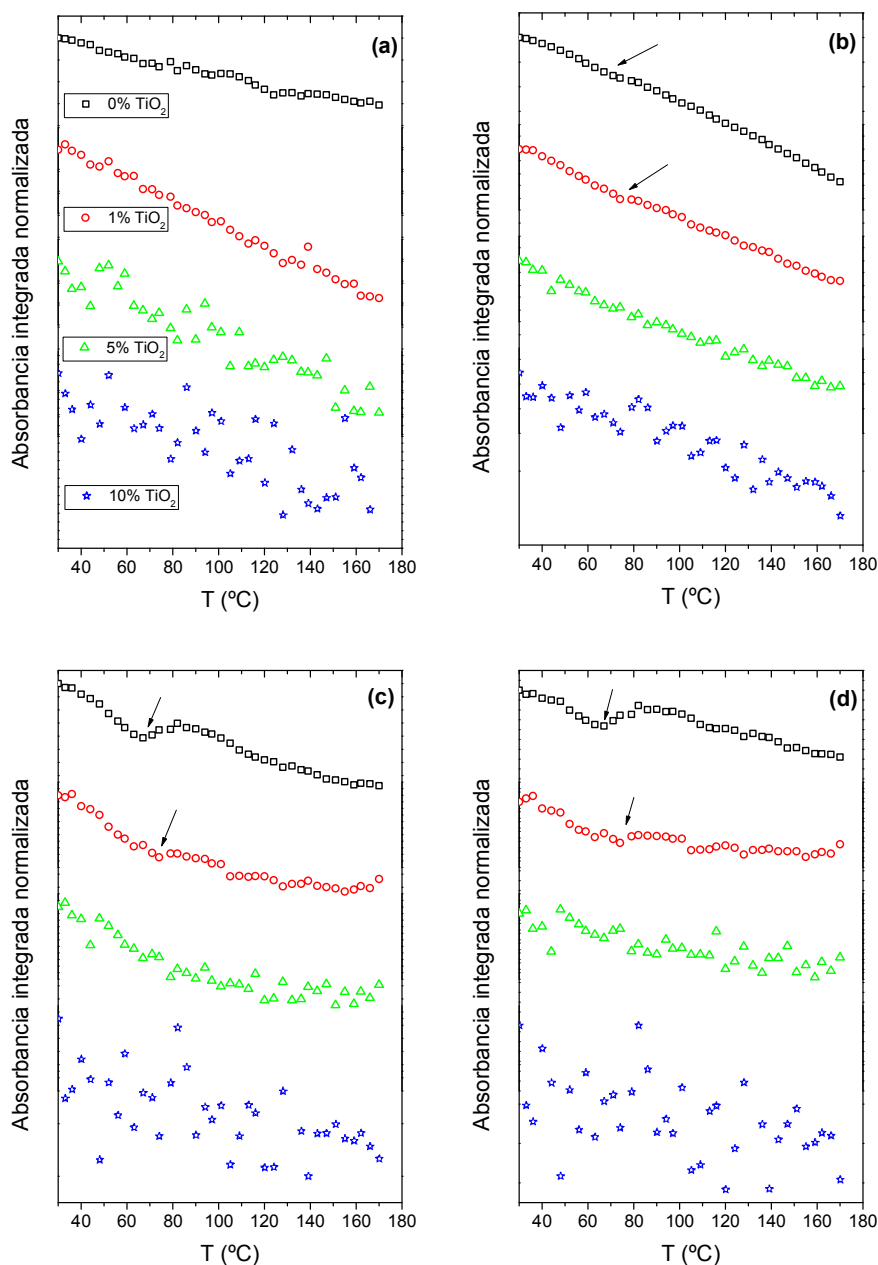 (a)
0% TiO2
1% TiO2
5% TiO2
10% TiO2
Absorbancia integrada normalizada
40 60 80 100 120 140 160 180
T (ºC)
(b)
Absorbancia integrada normalizada
40 60 80 100 120 140 160 180
T (ºC)
(c)
Absorbancia integrada normalizada
40 60 80 100 120 140 160 180
T (ºC)
(d)
Absorbancia integrada normalizada
40 60 80 100 120 140 160 180
T (ºC)